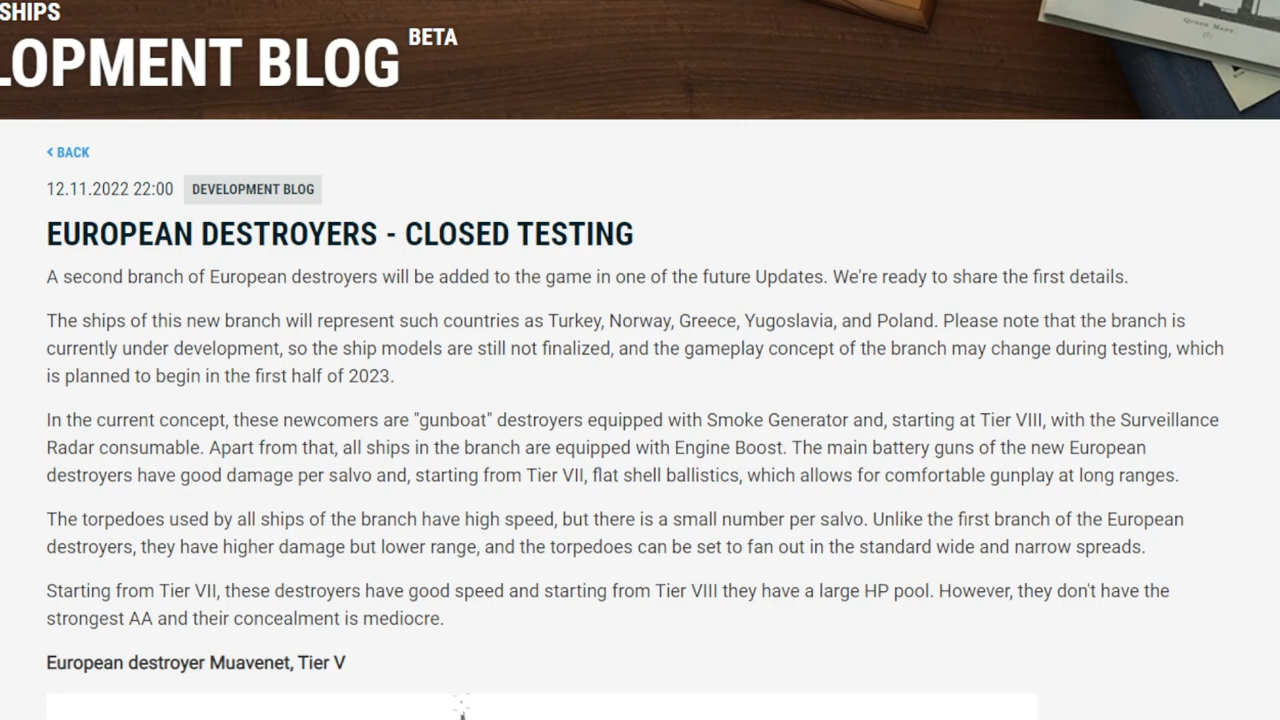 SHIPS
LOPMENT BLOG BETA
QUEEN MARY.
(?)
< BACK
12.11.2022 22:00 DEVELOPMENT BLOG
EUROPEAN DESTROYERS - CLOSED TESTING
A second branch of European destroyers will be added to the game in one of the future Updates. We're ready to share the first details.
The ships of this new branch will represent such countries as Turkey, Norway, Greece, Yugoslavia, and Poland. Please note that the branch is
currently under development, so the ship models are still not finalized, and the gameplay concept of the branch may change during testing, which
is planned to begin in the first half of 2023.
In the current concept, these newcomers are "gunboat" destroyers equipped with Smoke Generator and, starting at Tier VIII, with the Surveillance
Radar consumable. Apart from that, all ships in the branch are equipped with Engine Boost. The main battery guns of the new European
destroyers have good damage per salvo and, starting from Tier VII, flat shell ballistics, which allows for comfortable gunplay at long ranges.
The torpedoes used by all ships of the branch have high speed, but there is a small number per salvo. Unlike the first branch of the European
destroyers, they have higher damage but lower range, and the torpedoes can be set to fan out in the standard wide and narrow spreads.
Starting from Tier VII, these destroyers have good speed and starting from Tier VIII they have a large HP pool. However, they don't have the
strongest AA and their concealment is mediocre.
European destroyer Muavenet, Tier V